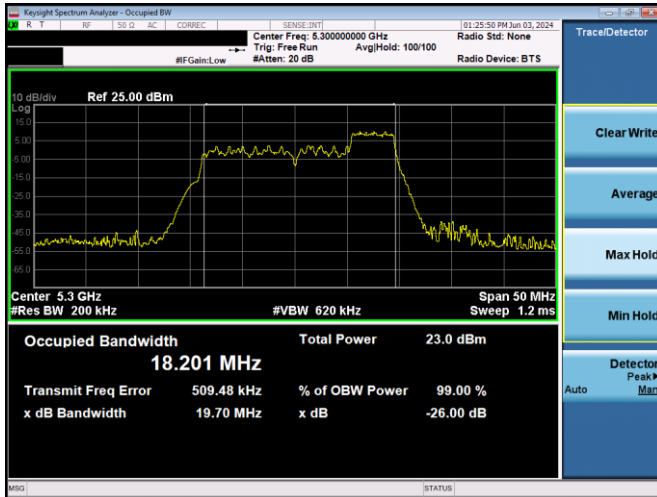 Keysight Spectrum Analyzer - Occupied BW
R T RF 50 Ω AC CORREC SENSE:INT 01:25:50 PM Jun 03, 2024
Center Freq: 5.300000000 GHz Radio Std: None
Trig: Free Run Avg|Hold: 100/100
#IFGain:Low #Atten: 20 dB Radio Device: BTS
Trace/Detector
10 dB/div Ref 25.00 dBm
Log
15.0
5.00
-5.00
-15.0
-25.0
-35.0
-45.0
-55.0
-65.0
Center 5.3 GHz Span 50 MHz
#Res BW 200 kHz #VBW 620 kHz Sweep 1.2 ms
Occupied Bandwidth Total Power 23.0 dBm
18.201 MHz
Transmit Freq Error 509.48 kHz % of OBW Power 99.00 %
x dB Bandwidth 19.70 MHz x dB -26.00 dB
Clear Write
Average
Max Hold
Min Hold
Detector
Peak▶
Auto Man
MSG STATUS